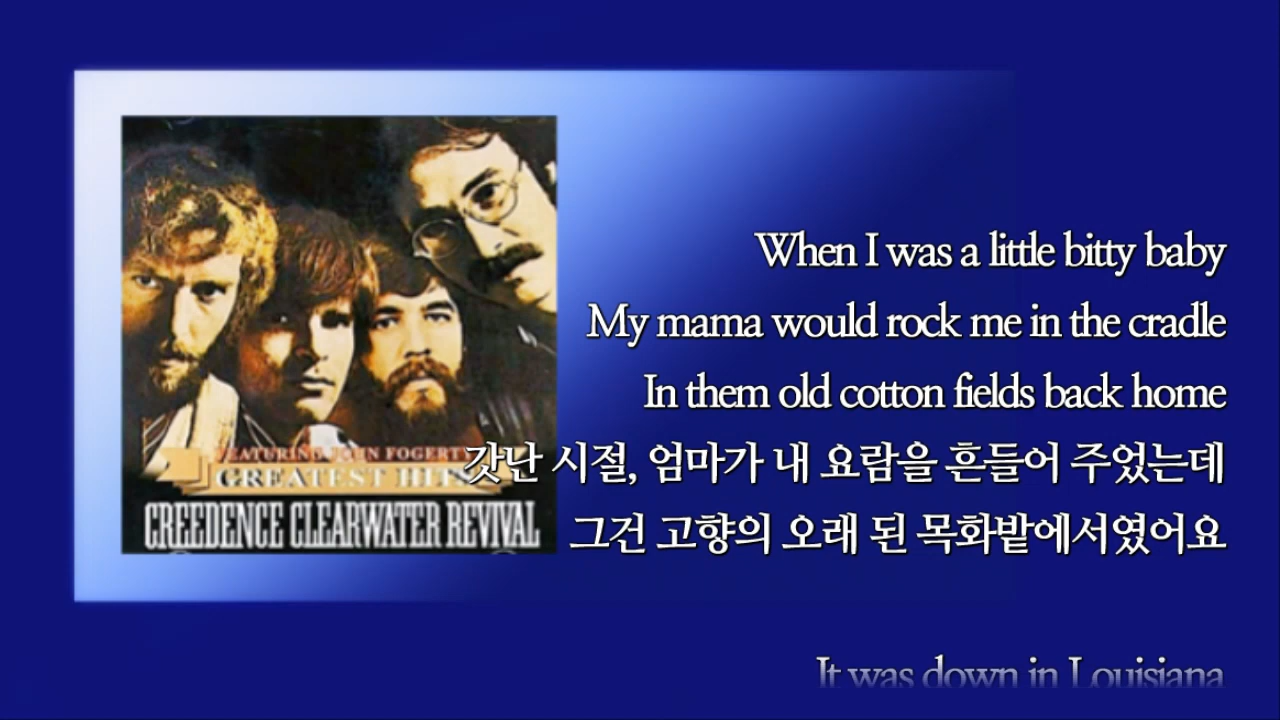 FEATURING JOHN FOGERTY
GREATEST HITS
CREEDENCE CLEARWATER REVIVAL
When I was a little bitty baby
My mama would rock me in the cradle
In them old cotton fields back home
갓난 시절, 엄마가 내 요람을 흔들어 주었는데
그건 고향의 오래 된 목화밭에서였어요
It was down in Louisiana